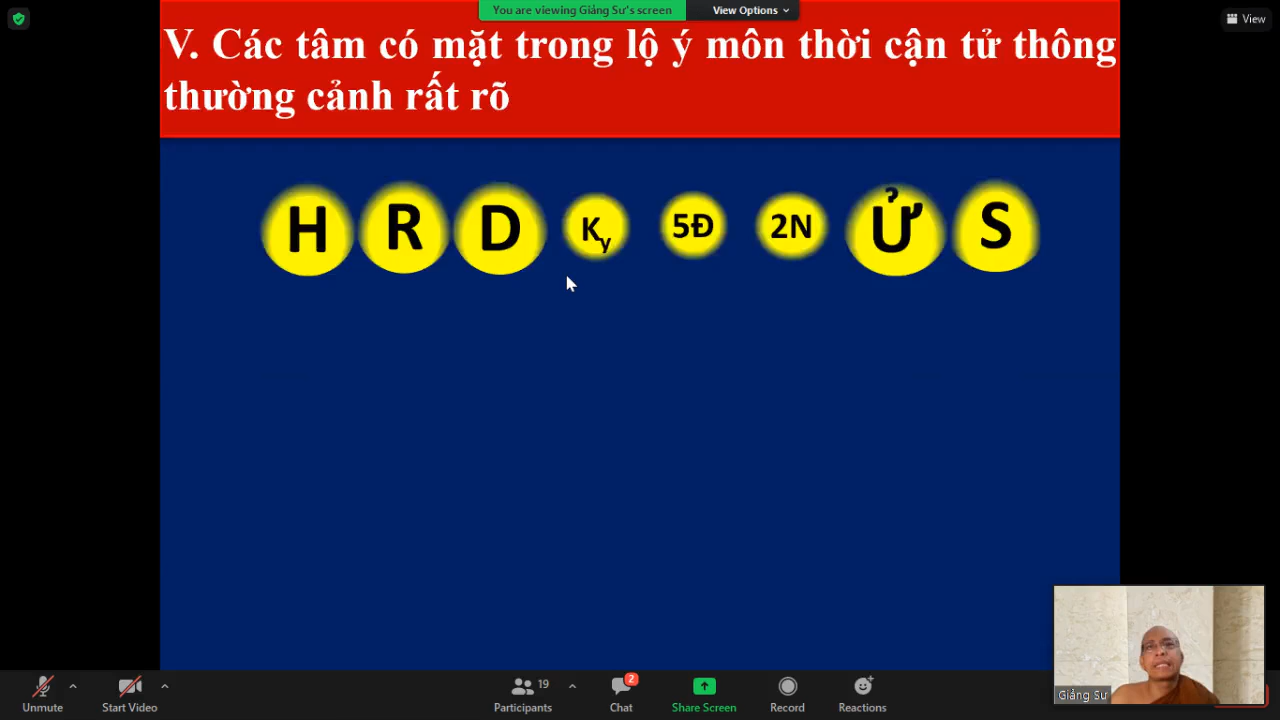 You are viewing Giảng Sư's screen
View Options
View
V. Các tâm có mặt trong lộ ý môn thời cận tử thông
thường cảnh rất rõ
H R D Ky 5Đ 2N Ử S
Giảng Sư
19
2
Unmute
Start Video
Participants
Chat
Share Screen
Record
Reactions